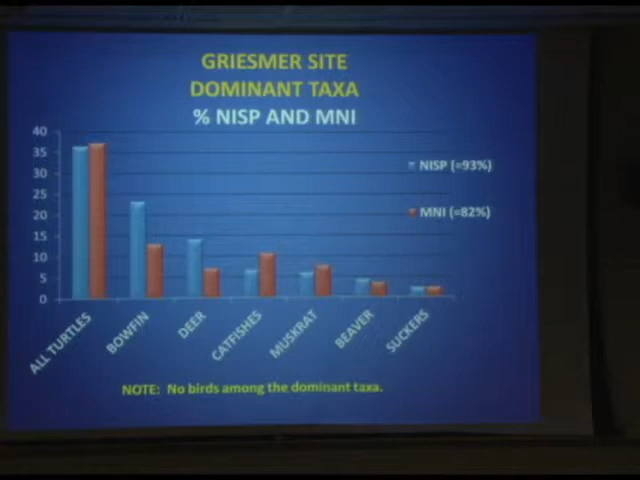 GRIESMER SITE
DOMINANT TAXA
% NISP AND MNI
40
35
30
25
20
15
10
5
0
NISP (=93%)
MNI (=82%)
ALL TURTLES
BOWFIN
DEER
CATFISHES
MUSKRAT
BEAVER
SUCKERS
NOTE: No birds among the dominant taxa.